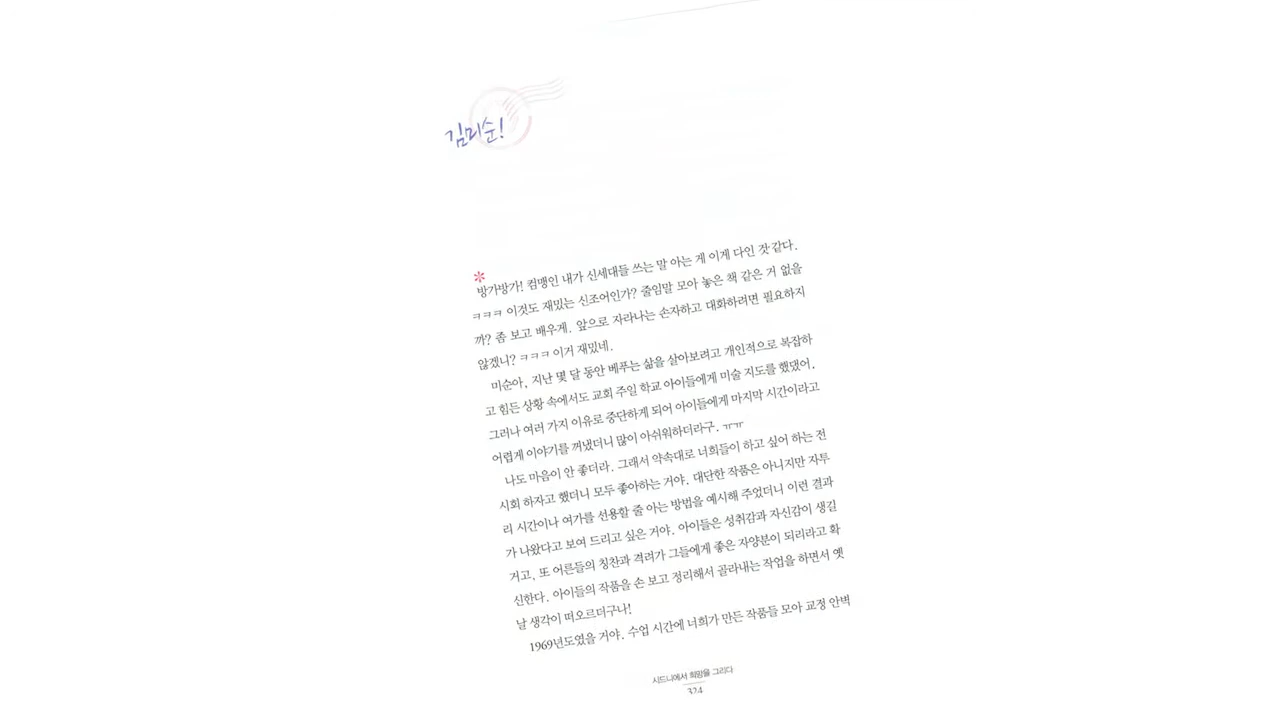 김미순!
*
방가방가! 컴맹인 내가 신세대들 쓰는 말 아는 게 이게 다인 잣 같다.
ㅋㅋㅋ 이것도 재밌는 신조어인가? 줄임말 모아 놓은 책 같은 거 없을
까? 좀 보고 배우게. 앞으로 자라나는 손자하고 대화하려면 필요하지
않겠니? ㅋㅋㅋ 이거 재밌네.
미순아, 지난 몇 달 동안 베푸는 삶을 살아보려고 개인적으로 복잡하
고 힘든 상황 속에서도 교회 주일 학교 아이들에게 미술 지도를 했댔어,
그러나 여러 가지 이유로 중단하게 되어 아이들에게 마지막 시간이라고
어렵게 이야기를 꺼냈더니 많이 아쉬워하더라구. ㅠㅠ
나도 마음이 안 좋더라. 그래서 약속대로 너희들이 하고 싶어 하는 전
시회 하자고 했더니 모두 좋아하는 거야. 대단한 작품은 아니지만 자투
리 시간이나 여가를 선용할 줄 아는 방법을 예시해 주었더니 이런 결과
가 나왔다고 보여 드리고 싶은 거야. 아이들은 성취감과 자신감이 생길
거고, 또 어른들의 칭찬과 격려가 그들에게 좋은 자양분이 되리라고 확
신한다. 아이들의 작품을 손 보고 정리해서 골라내는 작업을 하면서 옛
날 생각이 떠오르더구나!
1969년도였을 거야. 수업 시간에 너희가 만든 작품들 모아 교정 안벽
시드니에서 희망을 그리다
324